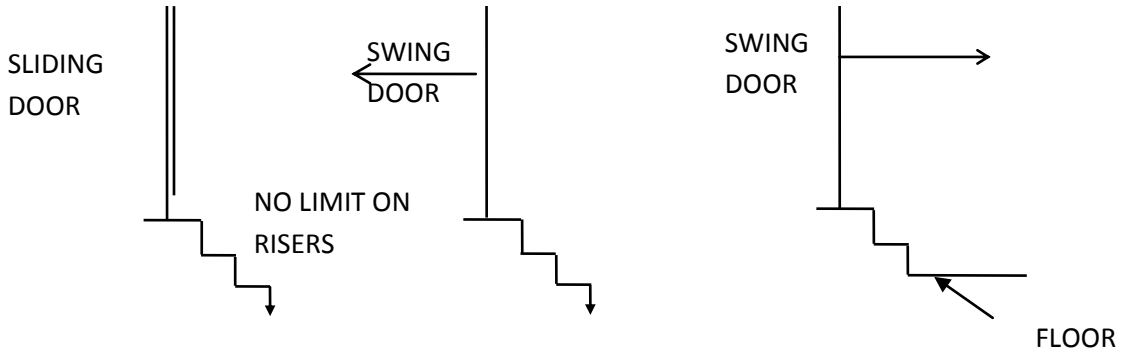 SLIDING
DOOR
SWING
DOOR
NO LIMIT ON
RISERS
SWING
DOOR
FLOOR